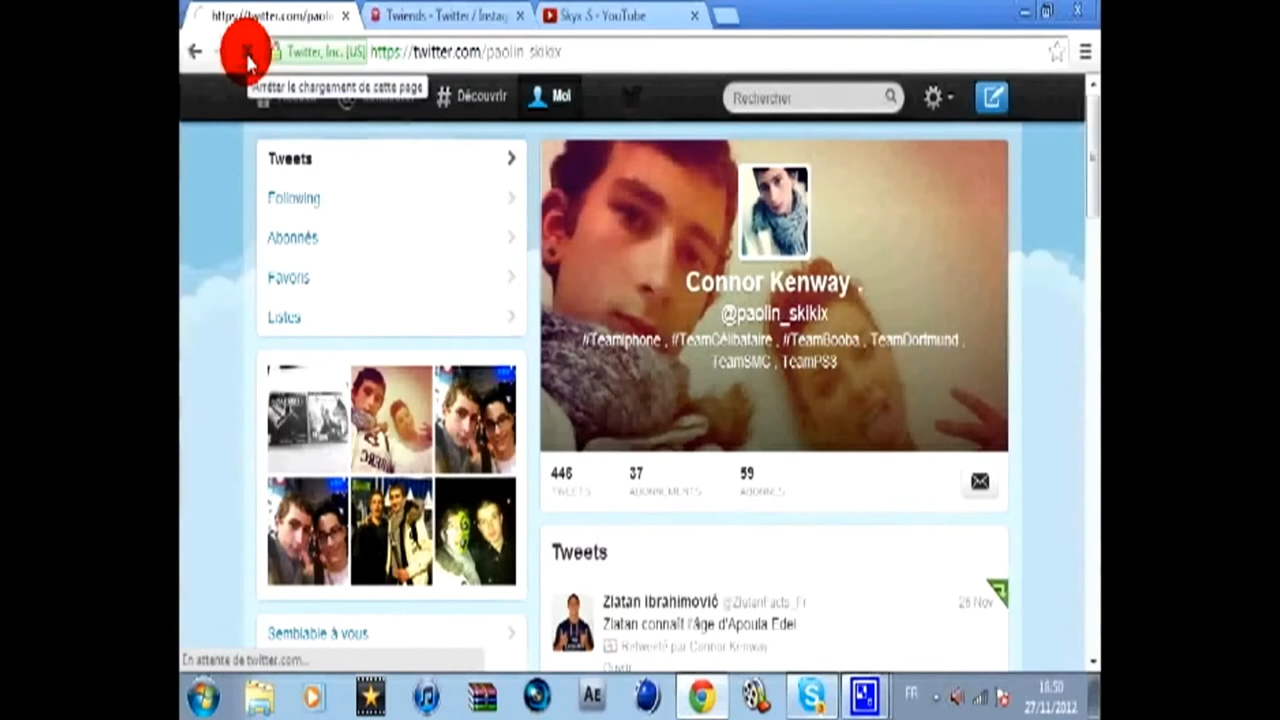 https://twitter.com/paoli
Twiends - Twitter / Instag
Skyx S - YouTube
Twitter, Inc. [US]
https://twitter.com/paolin_skikix
Arrêter le chargement de cette page
# Découvrir
Moi
Rechercher
Tweets
Following
Abonnés
Favoris
Listes
Semblable à vous
Connor Kenway .
@paolin_skikix
#TeamIphone , #TeamCélibataire , #TeamBooba , TeamDortmund ,
TeamSMC , TeamPS3
446
TWEETS
37
ABONNEMENTS
59
ABONNÉS
Tweets
Zlatan Ibrahimović @ZlatanFacts_Fr
26 Nov
Zlatan connaît l'âge d'Apoula Edel
Retweeté par Connor Kenway
Ouvrir
En attente de twitter.com...
AE
FR
18:50
27/11/2012